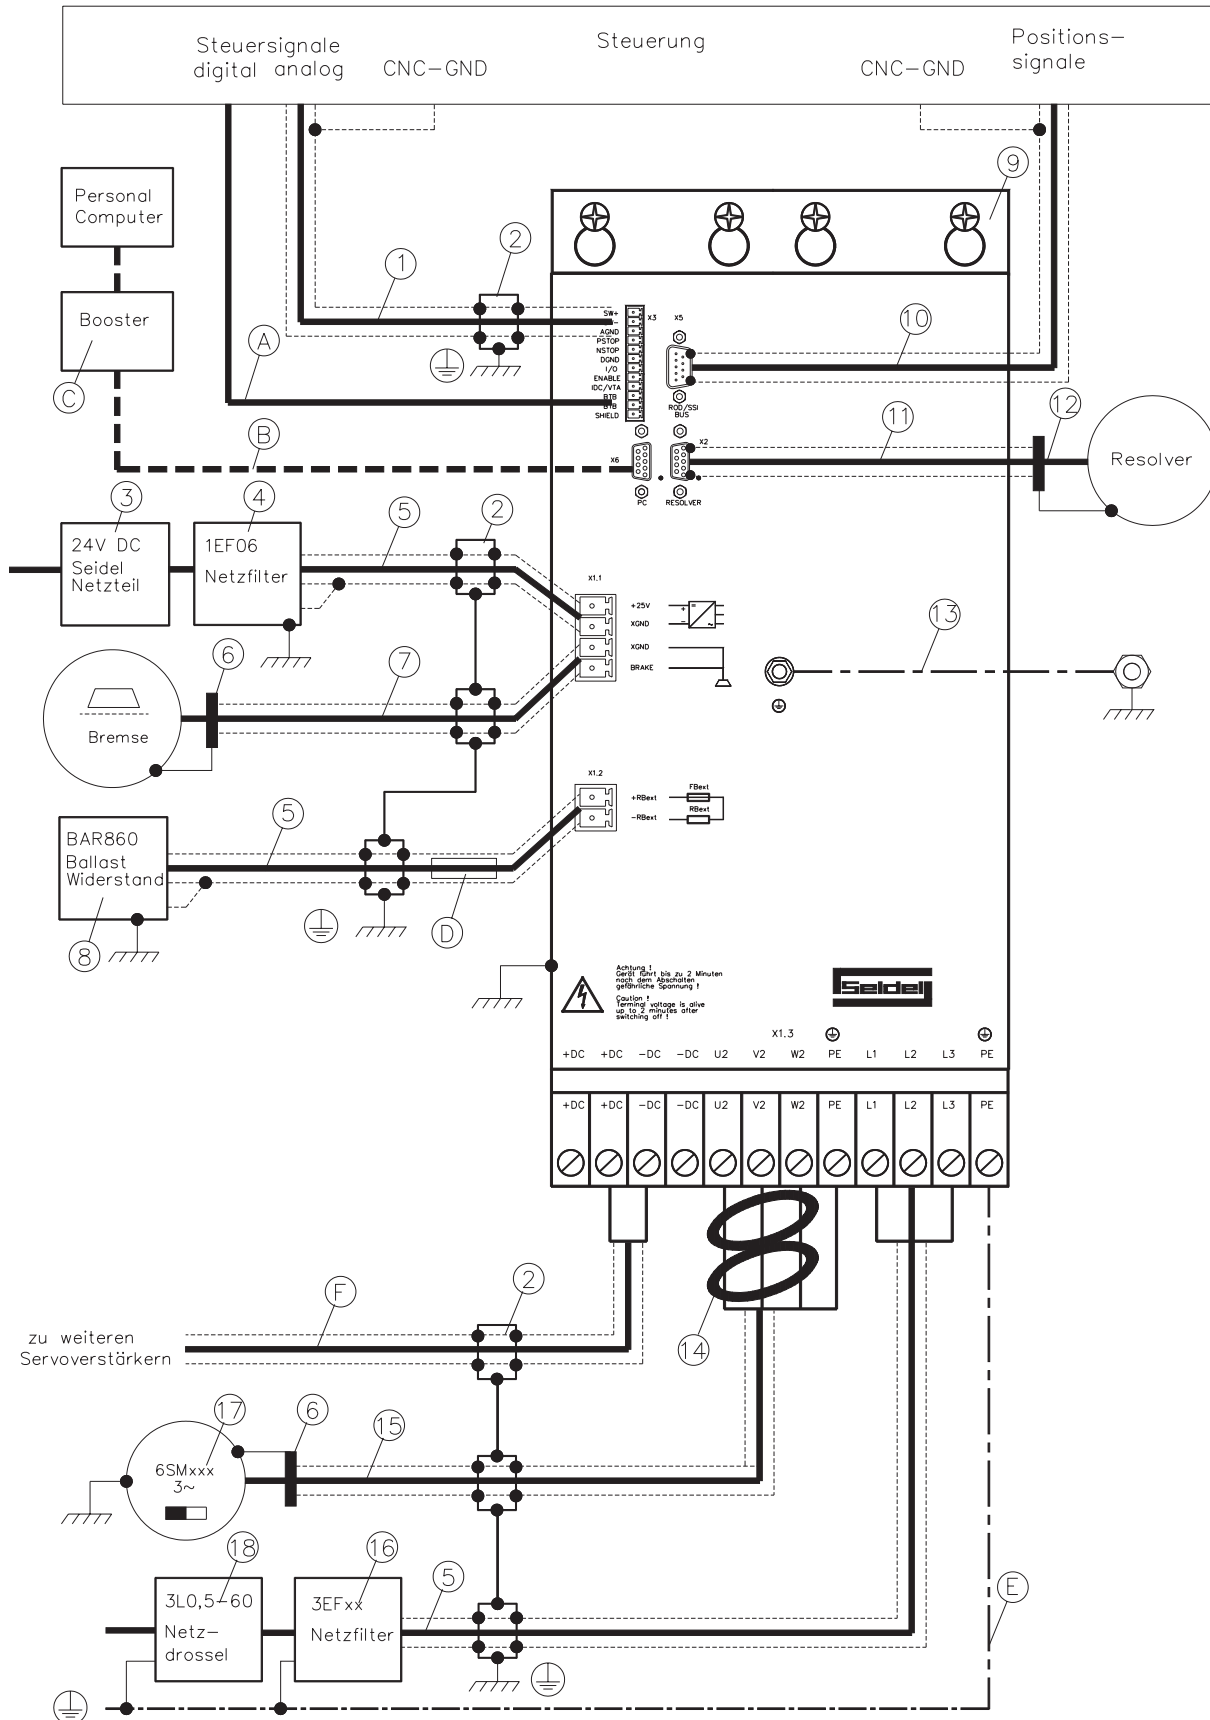 Steuersignale
digital analog
CNC-GND
Steuerung
CNC-GND
Positions-
signale
9
Personal
Computer
2
1
Booster
A
C
B
10
12
11
Resolver
SW+
-
AGND
PSTOP
NSTOP
DGND
I/O
ENABLE
IDC/VTA
BTB
BTB
SHIELD
X3
X5
ROD/SSI
BUS
X6
X2
PC
RESOLVER
3
4
5
2
24V DC
Seidel
Netzteil
1EF06
Netzfilter
X1.1
+25V
XGND
XGND
BRAKE
+
-
13
6
7
Bremse
X1.2
+RBext
-RBext
FBext
RBext
5
BAR860
Ballast
Widerstand
8
D
Achtung !
Gerät führt bis zu 2 Minuten
nach dem Abschalten
gefährliche Spannung !
Caution !
Terminal voltage is alive
up to 2 minutes after
switching off !
Seidel
X1.3
+DC +DC -DC -DC U2 V2 W2 PE L1 L2 L3 PE
+DC +DC -DC -DC U2 V2 W2 PE L1 L2 L3 PE
F
2
14
zu weiteren
Servoverstärkern
17
6
15
6SMxxx
3~
18
16
5
E
3L0,5-60
Netz-
drossel
3EFxx
Netzfilter